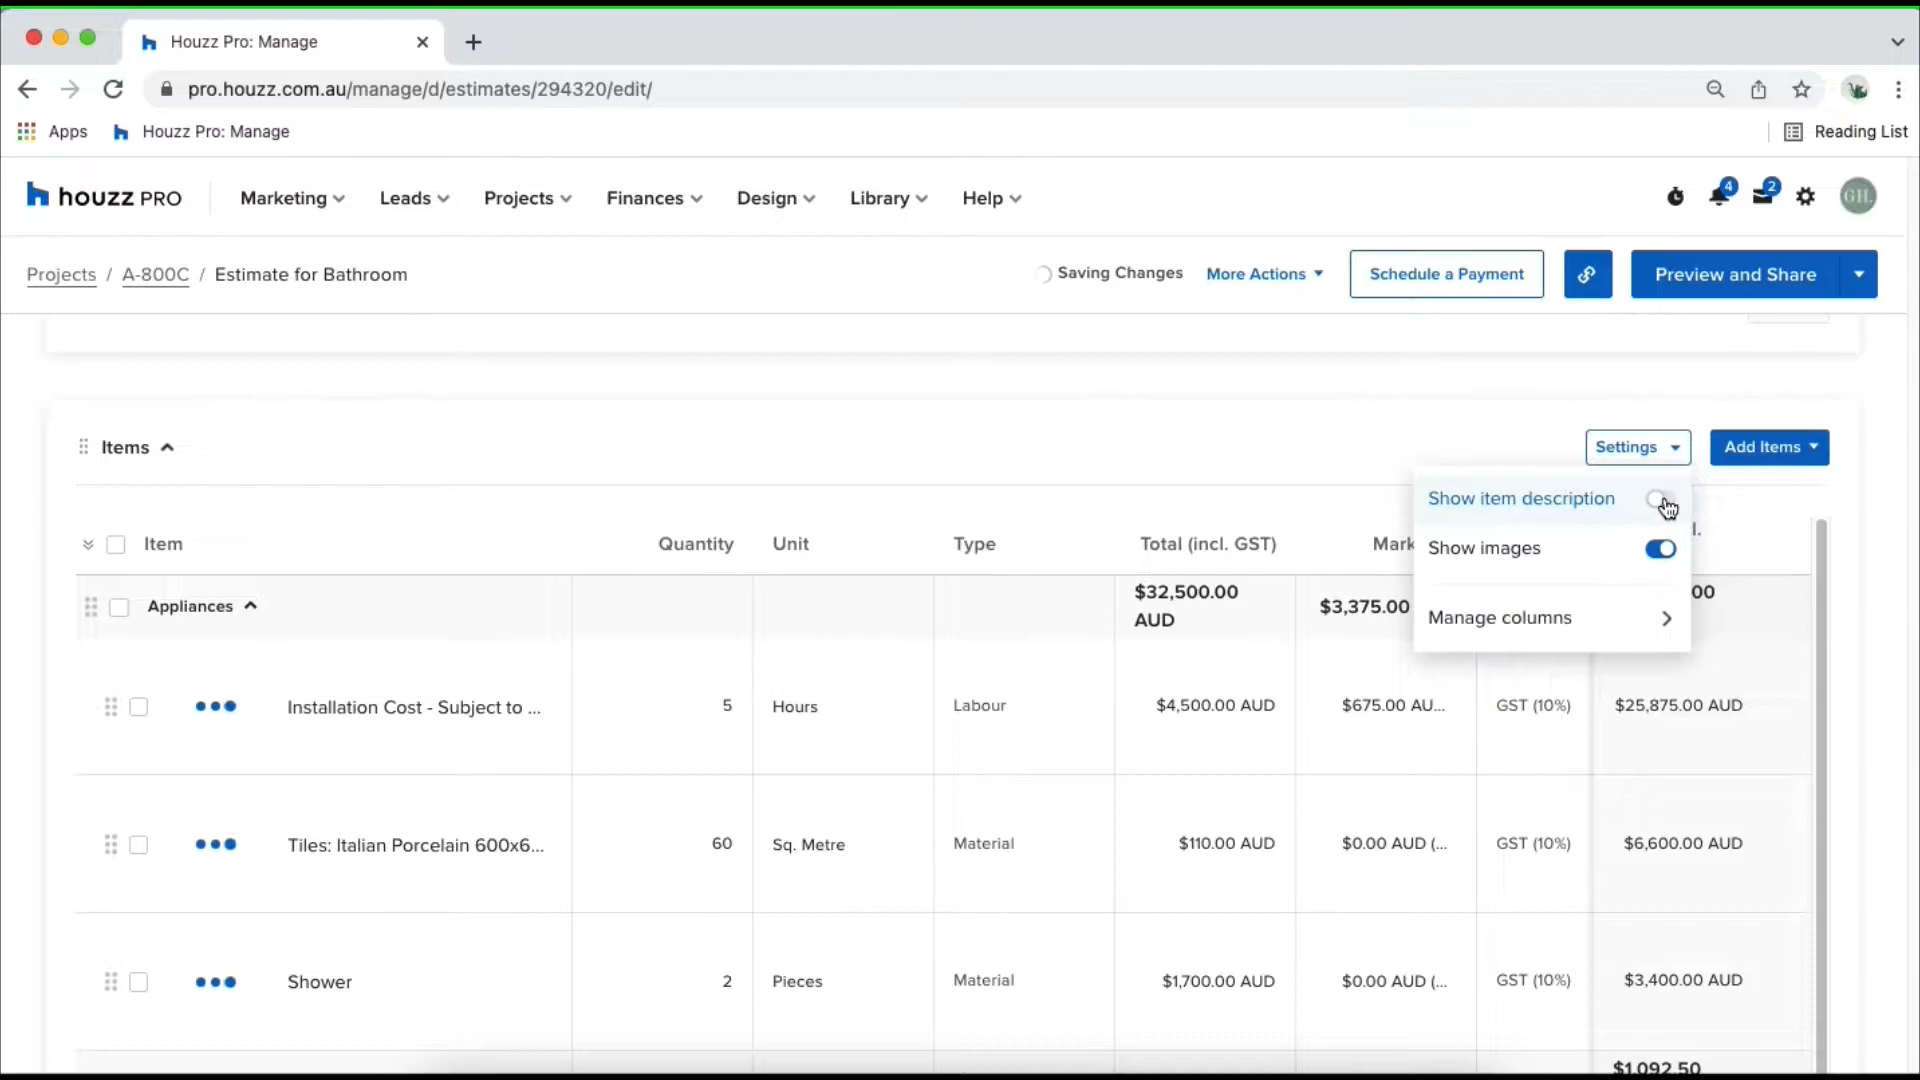 Houzz Pro: Manage
pro.houzz.com.au/manage/d/estimates/294320/edit/
Apps Houzz Pro: Manage Reading List
houzz PRO Marketing Leads Projects Finances Design Library Help 4 2 GH.
Projects / A-800C / Estimate for Bathroom Saving Changes More Actions Schedule a Payment Preview and Share
Items Settings Add Items
Show item description
Show images
Manage columns
Item Quantity Unit Type Total (incl. GST) Mark l.
Appliances $32,500.00 AUD $3,375.00 00
Installation Cost - Subject to ... 5 Hours Labour $4,500.00 AUD $675.00 AU... GST (10%) $25,875.00 AUD
Tiles: Italian Porcelain 600x6... 60 Sq. Metre Material $110.00 AUD $0.00 AUD (... GST (10%) $6,600.00 AUD
Shower 2 Pieces Material $1,700.00 AUD $0.00 AUD (... GST (10%) $3,400.00 AUD
$1,092.50